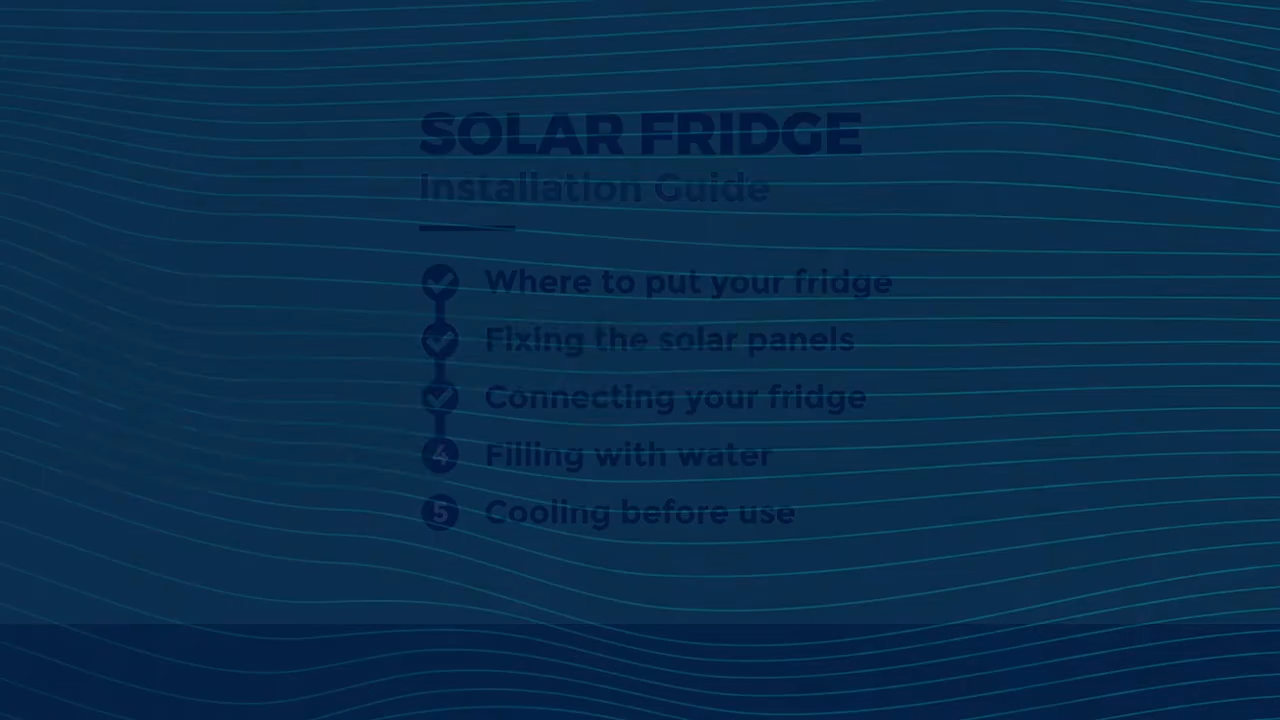 SOLAR FRIDGE
Installation Guide
Where to put your fridge
Fixing the solar panels
Connecting your fridge
4 Filling with water
5 Cooling before use